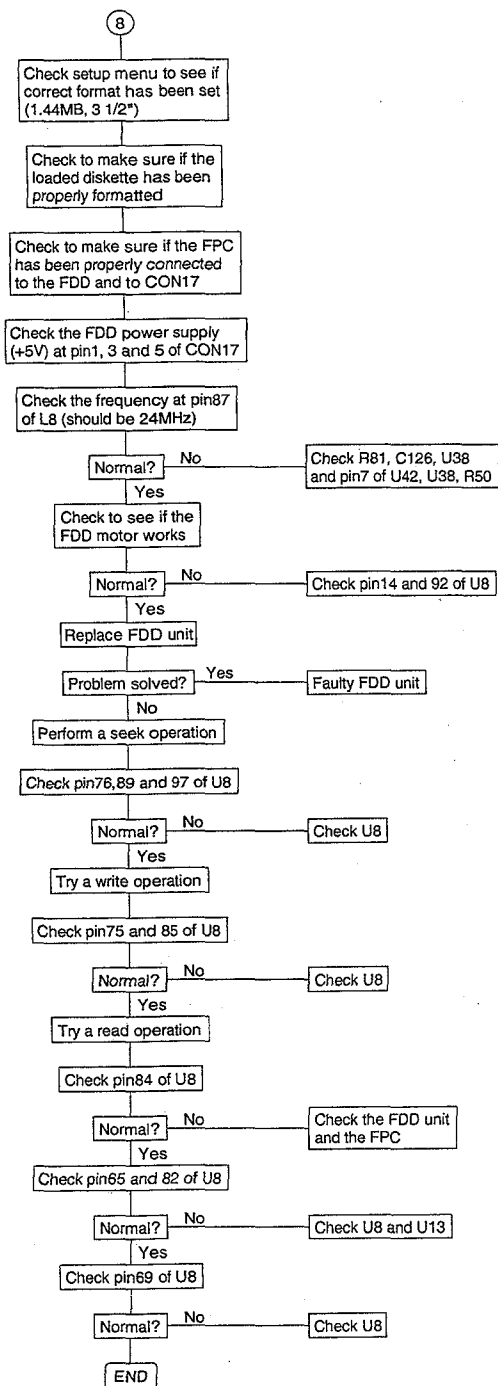 8
Check setup menu to see if
correct format has been set
(1.44MB, 3 1/2")
Check to make sure if the
loaded diskette has been
properly formatted
Check to make sure if the FPC
has been properly connected
to the FDD and to CON17
Check the FDD power supply
(+5V) at pin1, 3 and 5 of CON17
Check the frequency at pin87
of L8 (should be 24MHz)
Normal?
No
Check R81, C126, U38
and pin7 of U42, U38, R50
Yes
Check to see if the
FDD motor works
Normal?
No
Check pin14 and 92 of U8
Yes
Replace FDD unit
Problem solved?
Yes
Faulty FDD unit
No
Perform a seek operation
Check pin76,89 and 97 of U8
Normal?
No
Check U8
Yes
Try a write operation
Check pin75 and 85 of U8
Normal?
No
Check U8
Yes
Try a read operation
Check pin84 of U8
Normal?
No
Check the FDD unit
and the FPC
Yes
Check pin65 and 82 of U8
Normal?
No
Check U8 and U13
Yes
Check pin69 of U8
Normal?
No
Check U8
END